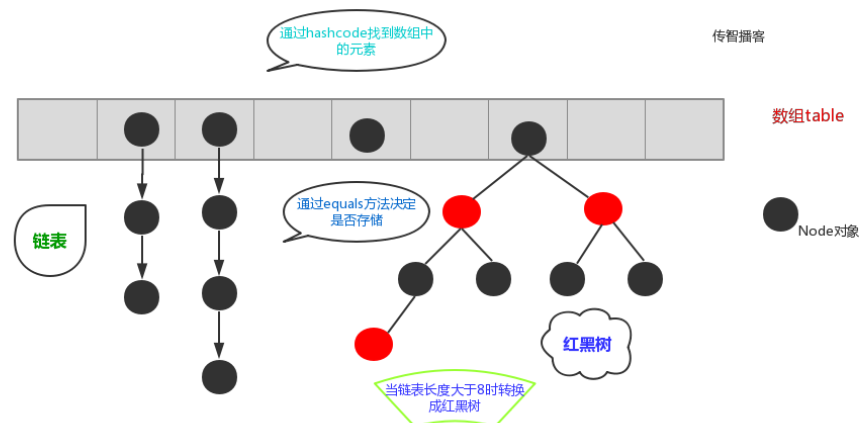 通过hashcode找到数组中
的元素
传智播客
数组table
通过equals方法决定
是否存储
链表
Node对象
红黑树
当链表长度大于8时转换
成红黑树